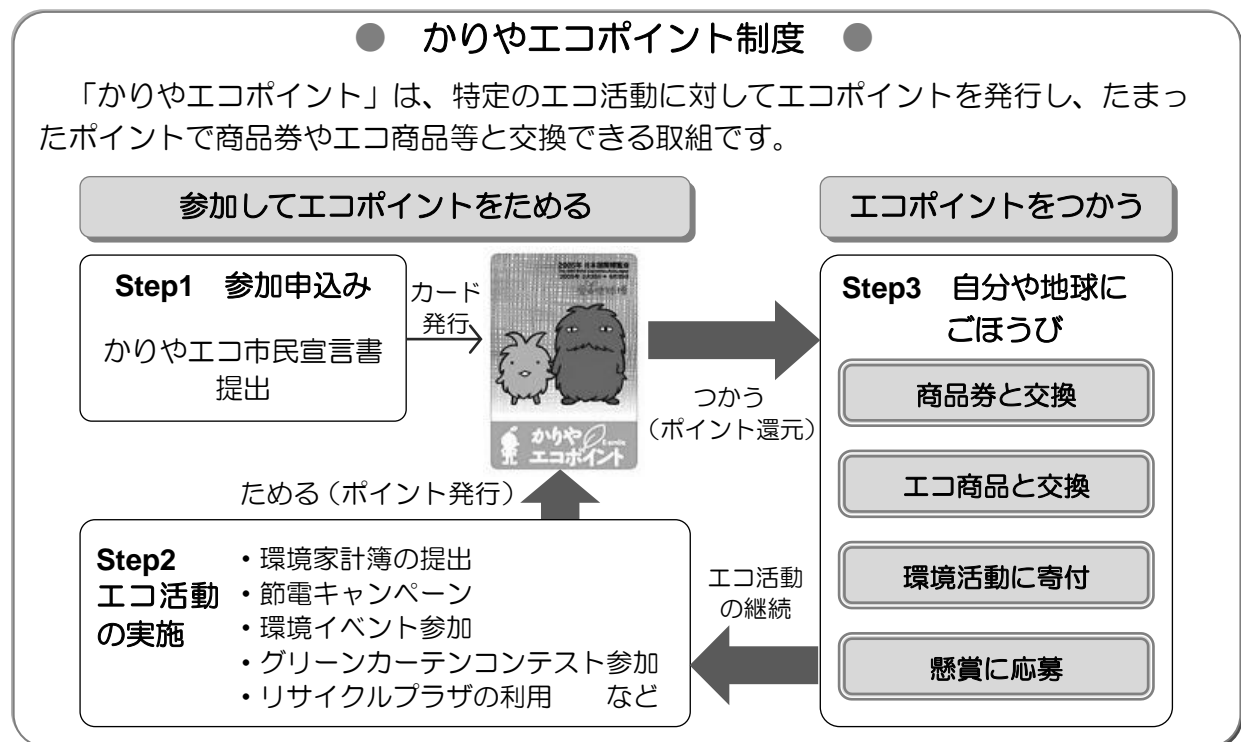 ● かりやエコポイント制度 ●
「かりやエコポイント」は、特定のエコ活動に対してエコポイントを発行し、たまっ
たポイントで商品券やエコ商品等と交換できる取組です。
参加してエコポイントをためる
エコポイントをつかう
Step1 参加申込み
かりやエコ市民宣言書
提出
カード
発行
2005年 日本国際博覧会
かりや
エコポイント
つかう
（ポイント還元）
ためる（ポイント発行）
Step2
エコ活動
の実施
・環境家計簿の提出
・節電キャンペーン
・環境イベント参加
・グリーンカーテンコンテスト参加
・リサイクルプラザの利用 など
Step3 自分や地球に
ごほうび
商品券と交換
エコ商品と交換
環境活動に寄付
懸賞に応募
エコ活動
の継続